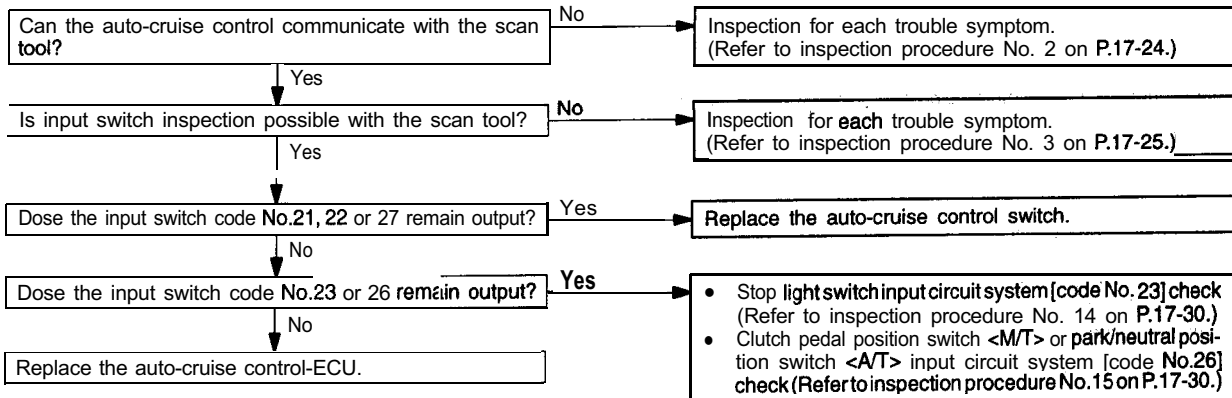 Can the auto-cruise control communicate with the scan
tool?
No
Inspection for each trouble symptom.
(Refer to inspection procedure No. 2 on P.17-24.)
Yes
Is input switch inspection possible with the scan tool?
No
Inspection for each trouble symptom.
(Refer to inspection procedure No. 3 on P.17-25.)
Yes
Dose the input switch code No.21, 22 or 27 remain output?
Yes
Replace the auto-cruise control switch.
No
Dose the input switch code No.23 or 26 remain output?
Yes
• Stop light switch input circuit system [code No. 23] check
(Refer to inspection procedure No. 14 on P.17-30.)
• Clutch pedal position switch <M/T> or park/neutral posi-
tion switch <A/T> input circuit system [code No.26]
check (Refer to inspection procedure No.15 on P.17-30.)
No
Replace the auto-cruise control-ECU.